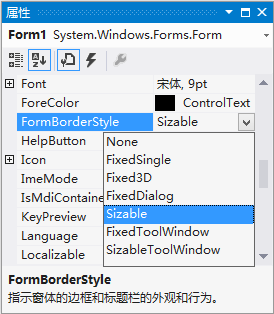 属性
Form1 System.Windows.Forms.Form
Font 宋体, 9pt
ForeColor ControlText
FormBorderStyle Sizable
HelpButton
Icon
ImeMode
IsMdiContaine
KeyPreview
Language
Localizable
None
FixedSingle
Fixed3D
FixedDialog
Sizable
FixedToolWindow
SizableToolWindow
FormBorderStyle
指示窗体的边框和标题栏的外观和行为。